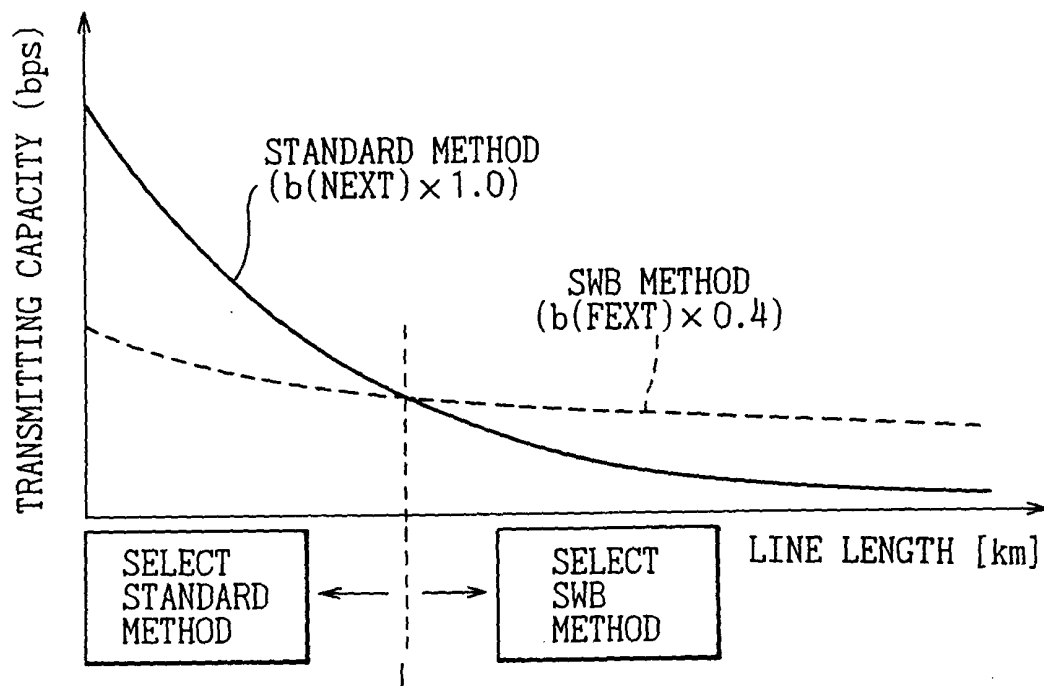 TRANSMITTING CAPACITY (bps)
STANDARD METHOD
(b(NEXT)×1.0)
SWB METHOD
(b(FEXT)×0.4)
LINE LENGTH [km]
SELECT
STANDARD
METHOD
SELECT
SWB
METHOD